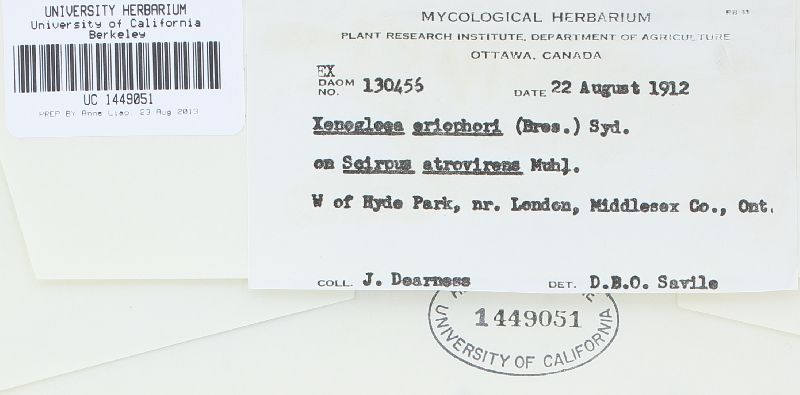 UNIVERSITY HERBARIUM
University of California
Berkeley
UC 1449051
PREP BY Anne Liao, 23 Aug 2013
MYCOLOGICAL HERBARIUM
PLANT RESEARCH INSTITUTE, DEPARTMENT OF AGRICULTURE
OTTAWA, CANADA
EX
DAOM NO. 130456 DATE 22 August 1912
Xenogloea eriophori (Bres.) Syd.
on Scirpus atrovirens Muhl.
W of Hyde Park, nr. London, Middlesex Co., Ont.
COLL. J. Dearness DET. D.B.O. Savile
1449051
UNIVERSITY OF CALIFORNIA